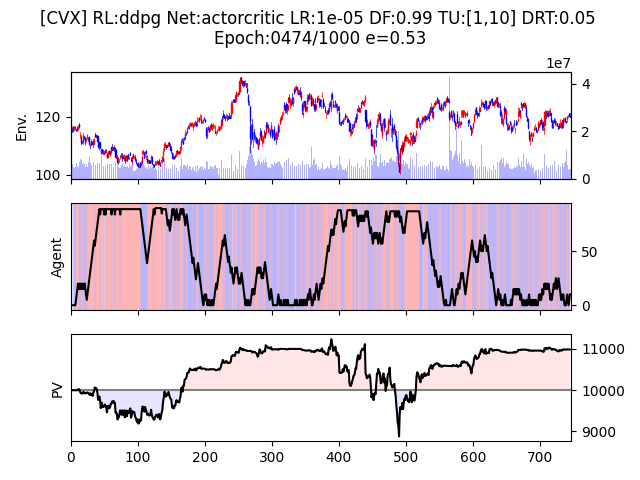 [CVX] RL:ddpg Net:actorcritic LR:1e-05 DF:0.99 TU:[1,10] DRT:0.05
Epoch:0474/1000 e=0.53
1e7
Env.
120
100
4
2
0
Agent
50
0
PV
11000
10000
9000
0 100 200 300 400 500 600 700